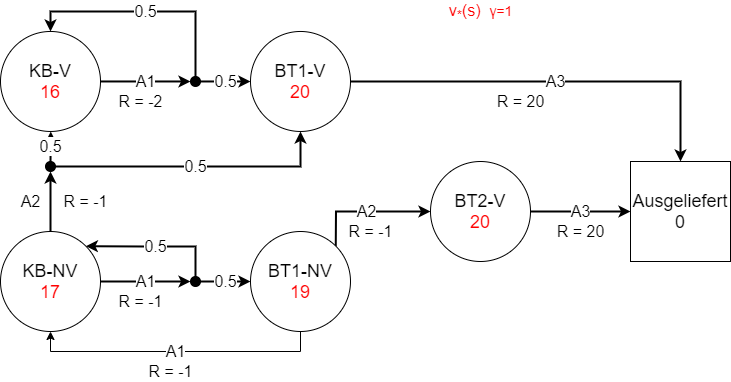 0.5
v*(s) γ=1
KB-V
16
A1
R = -2
0.5
BT1-V
20
A3
R = 20
0.5
0.5
A2
R = -1
BT2-V
20
A3
R = 20
Ausgeliefert
0
A2
R = -1
0.5
KB-NV
17
A1
R = -1
0.5
BT1-NV
19
A1
R = -1